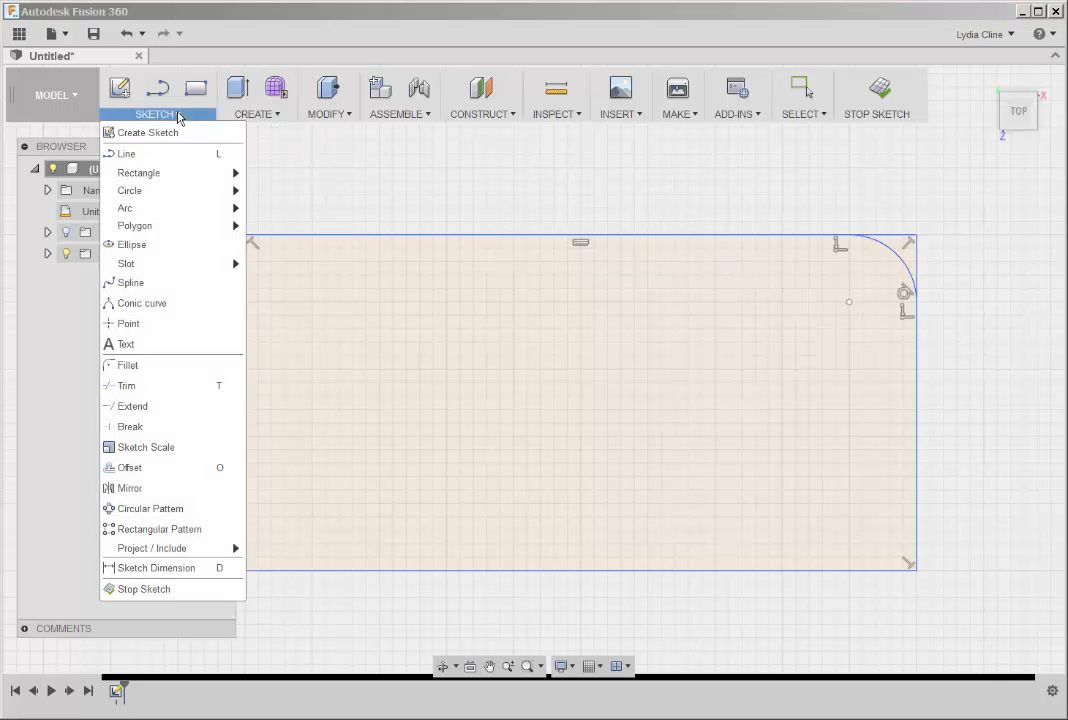 Autodesk Fusion 360
Lydia Cline
Untitled*
MODEL
SKETCH
CREATE
MODIFY
ASSEMBLE
CONSTRUCT
INSPECT
INSERT
MAKE
ADD-INS
SELECT
STOP SKETCH
TOP
X
Z
BROWSER
Create Sketch
Line L
(U
Rectangle
Nar
Circle
Arc
Unit
Polygon
Ellipse
Slot
Spline
Conic curve
Point
Text
Fillet
Trim T
Extend
Break
Sketch Scale
Offset O
Mirror
Circular Pattern
Rectangular Pattern
Project / Include
Sketch Dimension D
Stop Sketch
COMMENTS